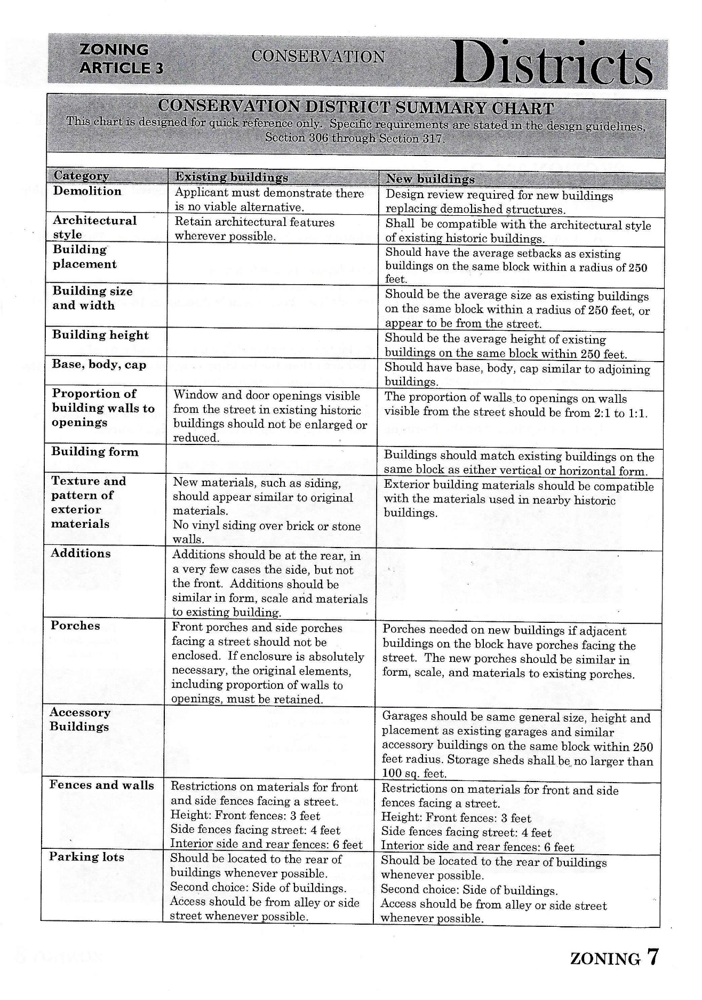 ZONING
ARTICLE 3
CONSERVATION
Districts
CONSERVATION DISTRICT SUMMARY CHART
This chart is designed for quick reference only. Specific requirements are stated in the design guidelines,
Section 306 through Section 317.
Category
Existing buildings
New buildings
Demolition
Applicant must demonstrate there
is no viable alternative.
Design review required for new buildings
replacing demolished structures.
Architectural
style
Retain architectural features
wherever possible.
Shall be compatible with the architectural style
of existing historic buildings.
Building
placement
Should have the average setbacks as existing
buildings on the same block within a radius of 250
feet.
Building size
and width
Should be the average size as existing buildings
on the same block within a radius of 250 feet, or
appear to be from the street.
Building height
Should be the average height of existing
buildings on the same block within 250 feet.
Base, body, cap
Should have base, body, cap similar to adjoining
buildings.
Proportion of
building walls to
openings
Window and door openings visible
from the street in existing historic
buildings should not be enlarged or
reduced.
The proportion of walls to openings on walls
visible from the street should be from 2:1 to 1:1.
Building form
Buildings should match existing buildings on the
same block as either vertical or horizontal form.
Texture and
pattern of
exterior
materials
New materials, such as siding,
should appear similar to original
materials.
No vinyl siding over brick or stone
walls.
Exterior building materials should be compatible
with the materials used in nearby historic
buildings.
Additions
Additions should be at the rear, in
a very few cases the side, but not
the front. Additions should be
similar in form, scale and materials
to existing building.
Porches
Front porches and side porches
facing a street should not be
enclosed. If enclosure is absolutely
necessary, the original elements,
including proportion of walls to
openings, must be retained.
Porches needed on new buildings if adjacent
buildings on the block have porches facing the
street. The new porches should be similar in
form, scale, and materials to existing porches.
Accessory
Buildings
Garages should be same general size, height and
placement as existing garages and similar
accessory buildings on the same block within 250
feet radius. Storage sheds shall be no larger than
100 sq. feet.
Fences and walls
Restrictions on materials for front
and side fences facing a street.
Height: Front fences: 3 feet
Side fences facing street: 4 feet
Interior side and rear fences: 6 feet
Restrictions on materials for front and side
fences facing a street.
Height: Front fences: 3 feet
Side fences facing street: 4 feet
Interior side and rear fences: 6 feet
Parking lots
Should be located to the rear of
buildings whenever possible.
Second choice: Side of buildings.
Access should be from alley or side
street whenever possible.
Should be located to the rear of buildings
whenever possible.
Second choice: Side of buildings.
Access should be from alley or side street
whenever possible.
ZONING 7